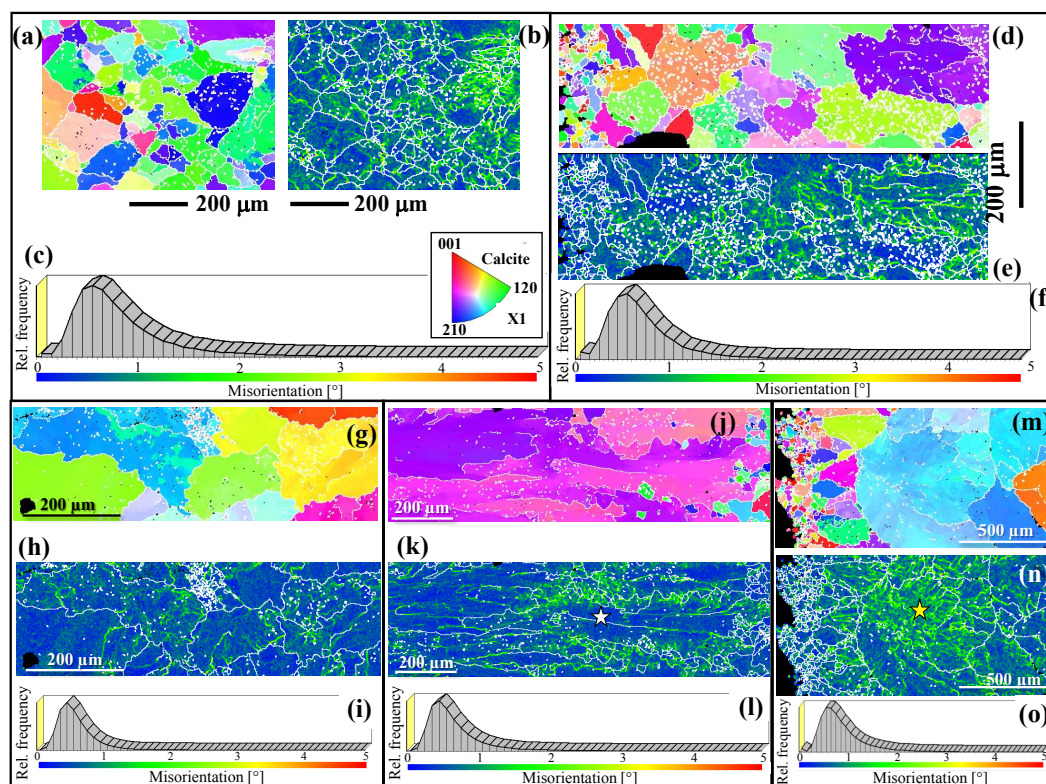 (a)
(b)
(d)
200 µm
200 µm
200 µm
(c)
001
Calcite
120
X1
210
(e)
(f)
Rel. frequency
0 1 2 3 4 5
Misorientation [°]
Rel. frequency
0 1 2 3 4 5
Misorientation [°]
(g)
200 µm
(j)
200 µm
(m)
500 µm
(h)
200 µm
(k)
200 µm
(n)
500 µm
(i)
Rel. frequency
0 1 2 3 4 5
Misorientation [°]
(l)
Rel. frequency
0 1 2 3 4 5
Misorientation [°]
(o)
Rel. frequency
0 1 2 3 4 5
Misorientation [°]